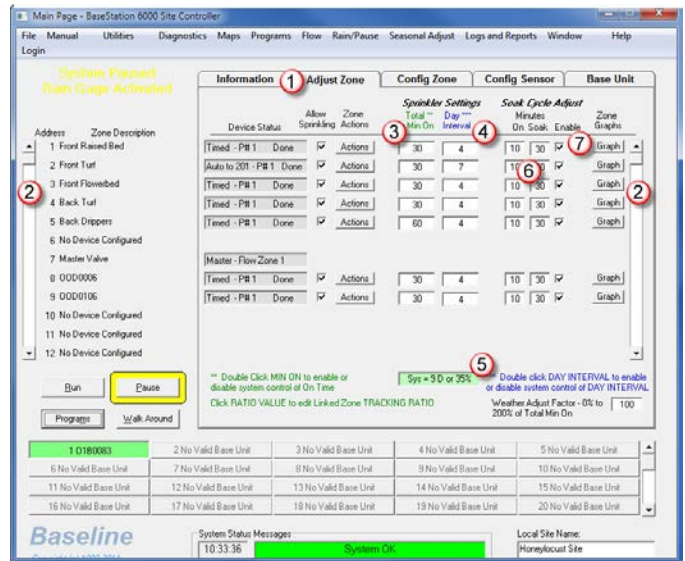 Main Page - BaseStation 6000 Site Controller
File Manual Utilities Diagnostics Maps Programs Flow Rain/Pause Seasonal Adjust Logs and Reports Window Help
Login
System Paused
Rain Gage Activated
Information 1 Adjust Zone Config Zone Config Sensor Base Unit
Sprinkler Settings Soak Cycle Adjust
Address Zone Description Device Status Allow Sprinkling Zone Actions Total ** Min On Day *** Interval Minutes On Soak Enable Zone Graphs
3 4 7
1 Front Raised Bed Timed - P# 1 Done Actions 30 4 10 30 Graph
2 Front Turf Auto to 201 - P# 1 Done Actions 30 7 10 30 Graph
6
2 3 Front Flowerbed Timed - P# 1 Done Actions 30 4 10 30 Graph 2
4 Back Turf Timed - P# 1 Done Actions 30 4 10 30 Graph
5 Back Drippers Timed - P# 1 Done Actions 60 4 10 30 Graph
6 No Device Configured
7 Master Valve Master - Flow Zone 1
8 OOD0006 Timed - P# 1 Done Actions 30 4 10 30 Graph
9 OOD0106 Timed - P# 1 Done Actions 30 4 10 30 Graph
10 No Device Configured
11 No Device Configured
12 No Device Configured
5
** Double Click MIN ON to enable or
disable system control of On Time
Sys = 9 D or 35%
** Double click DAY INTERVAL to enable
or disable system control of DAY INTERVAL
Click RATIO VALUE to edit Linked Zone TRACKING RATIO
Weather Adjust Factor - 0% to 100
200% of Total Min On
Run Pause
Programs Walk Around
1 01B0083 2 No Valid Base Unit 3 No Valid Base Unit 4 No Valid Base Unit 5 No Valid Base Unit
6 No Valid Base Unit 7 No Valid Base Unit 8 No Valid Base Unit 9 No Valid Base Unit 10 No Valid Base Unit
11 No Valid Base Unit 12 No Valid Base Unit 13 No Valid Base Unit 14 No Valid Base Unit 15 No Valid Base Unit
16 No Valid Base Unit 17 No Valid Base Unit 18 No Valid Base Unit 19 No Valid Base Unit 20 No Valid Base Unit
Baseline
System Status Messages
10:33:36 System OK
Local Site Name:
Honeylocust Site